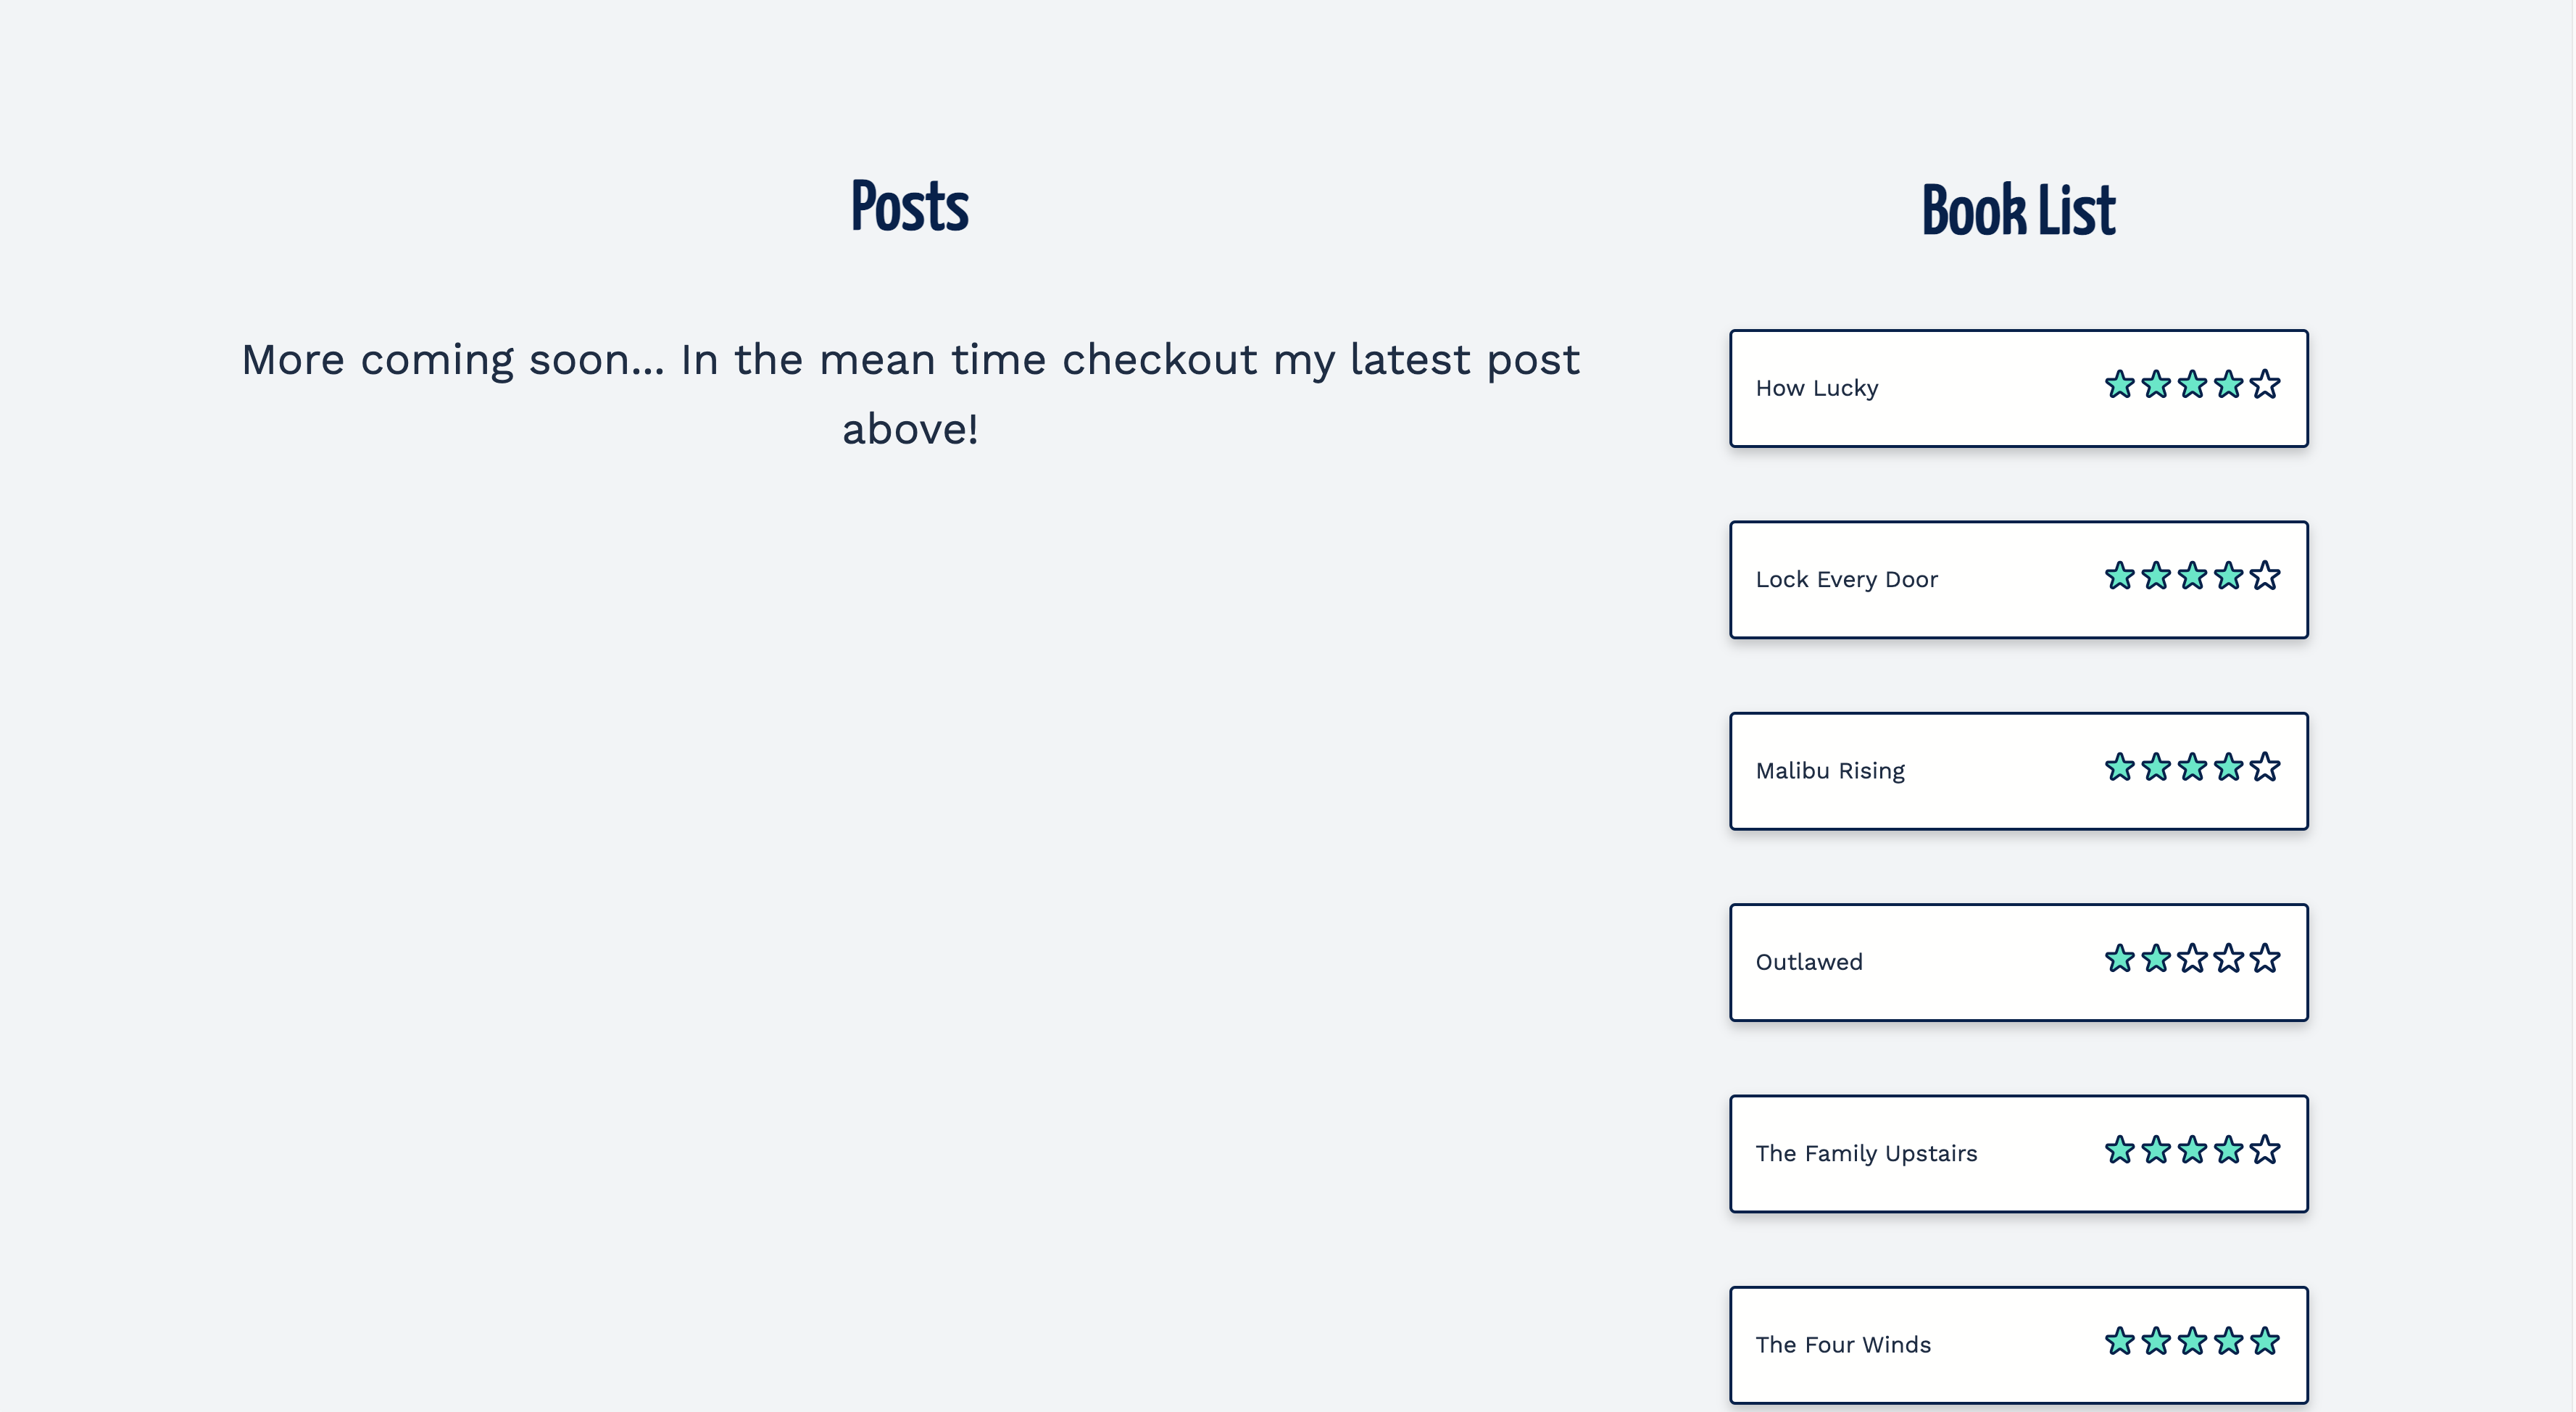 Posts
More coming soon... In the mean time checkout my latest post
above!
Book List
How Lucky
Lock Every Door
Malibu Rising
Outlawed
The Family Upstairs
The Four Winds